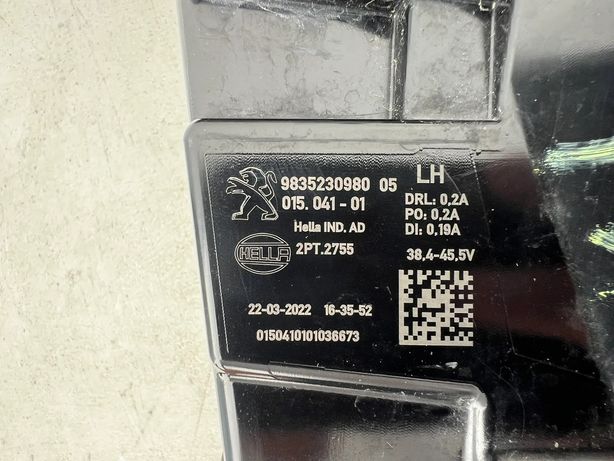 9835230980 05 LH
015.041-01 DRL: 0,2A
PO: 0,2A
Hella IND. AD DI: 0,19A
HELLA 2PT.2755 38,4-45,5V
22-03-2022 16-35-52
0150410101036673